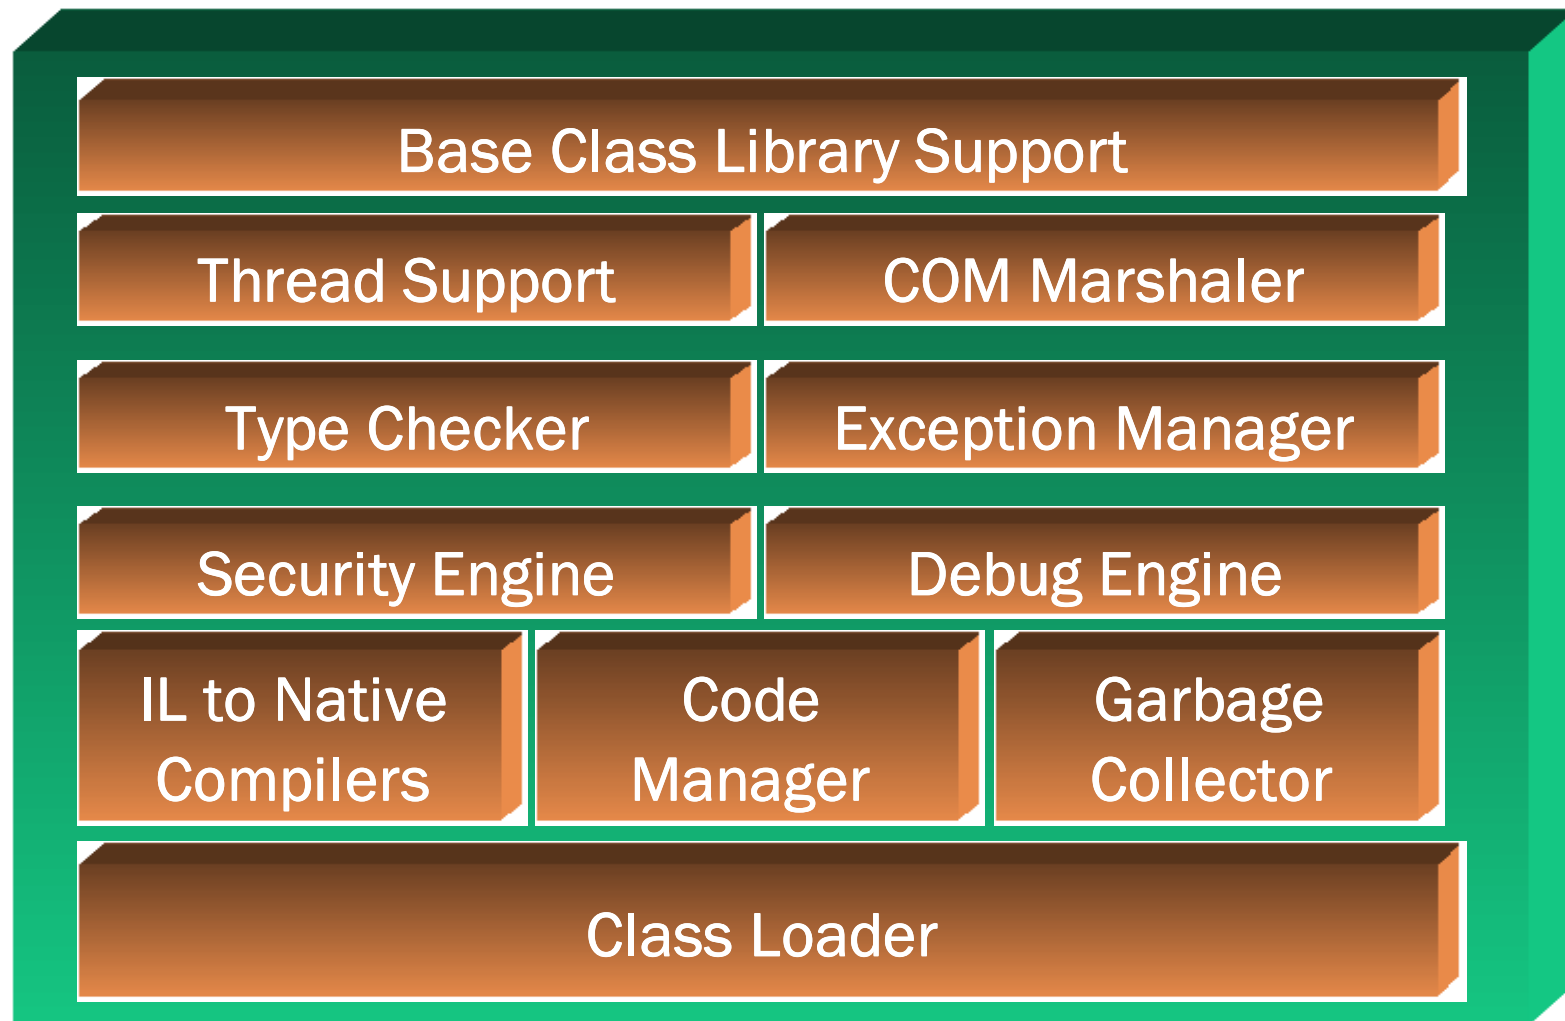 Base Class Library Support
Thread Support
COM Marshaler
Type Checker
Exception Manager
Security Engine
Debug Engine
IL to Native
Compilers
Code
Manager
Garbage
Collector
Class Loader